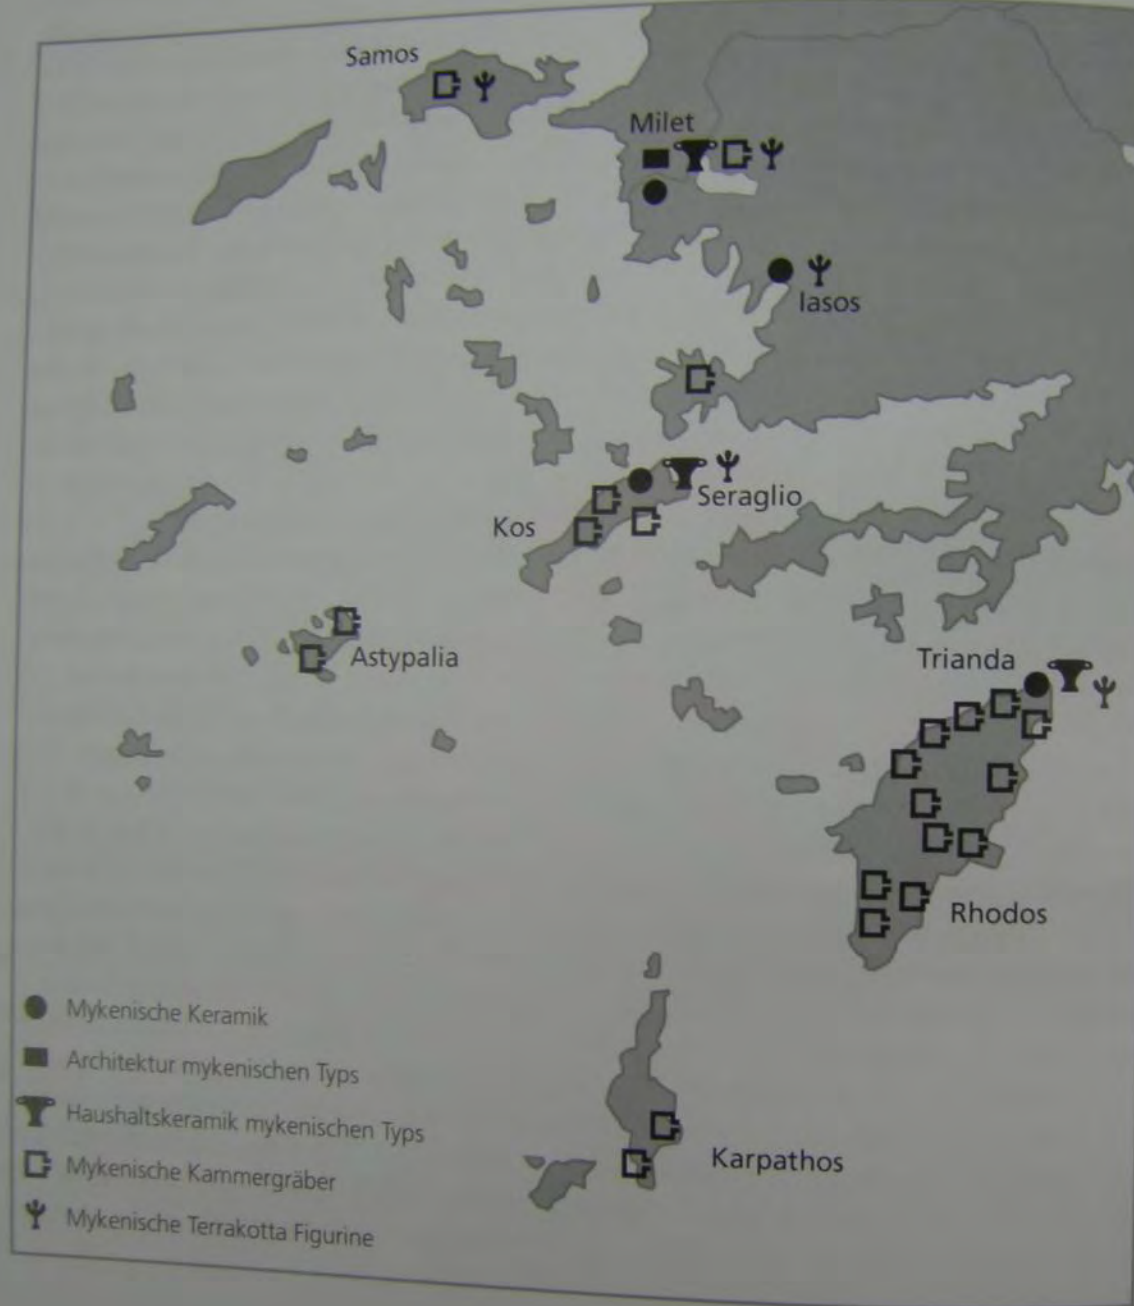 Samos
Milet
Iasos
Seraglio
Kos
Astypalia
Trianda
Rhodos
Karpathos
Mykenische Keramik
Architektur mykenischen Typs
Haushaltskeramik mykenischen Typs
Mykenische Kammergräber
Mykenische Terrakotta Figurine